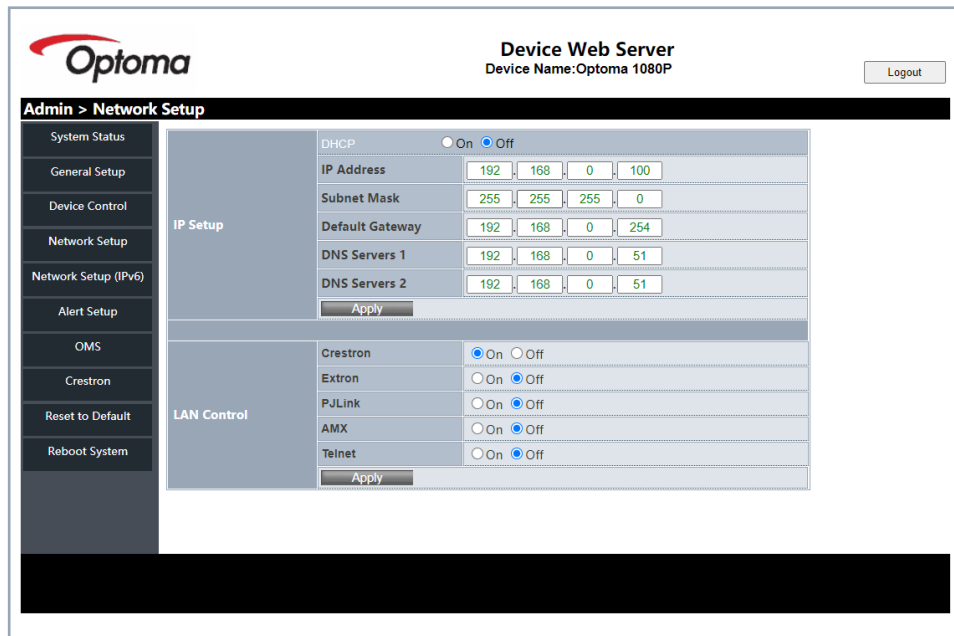 Optoma
Device Web Server
Device Name:Optoma 1080P
Logout
Admin > Network Setup
System Status
General Setup
Device Control
Network Setup
Network Setup (IPv6)
Alert Setup
OMS
Crestron
Reset to Default
Reboot System
IP Setup
DHCP On Off
IP Address 192 . 168 . 0 . 100
Subnet Mask 255 . 255 . 255 . 0
Default Gateway 192 . 168 . 0 . 254
DNS Servers 1 192 . 168 . 0 . 51
DNS Servers 2 192 . 168 . 0 . 51
Apply
LAN Control
Crestron On Off
Extron On Off
PJLink On Off
AMX On Off
Telnet On Off
Apply